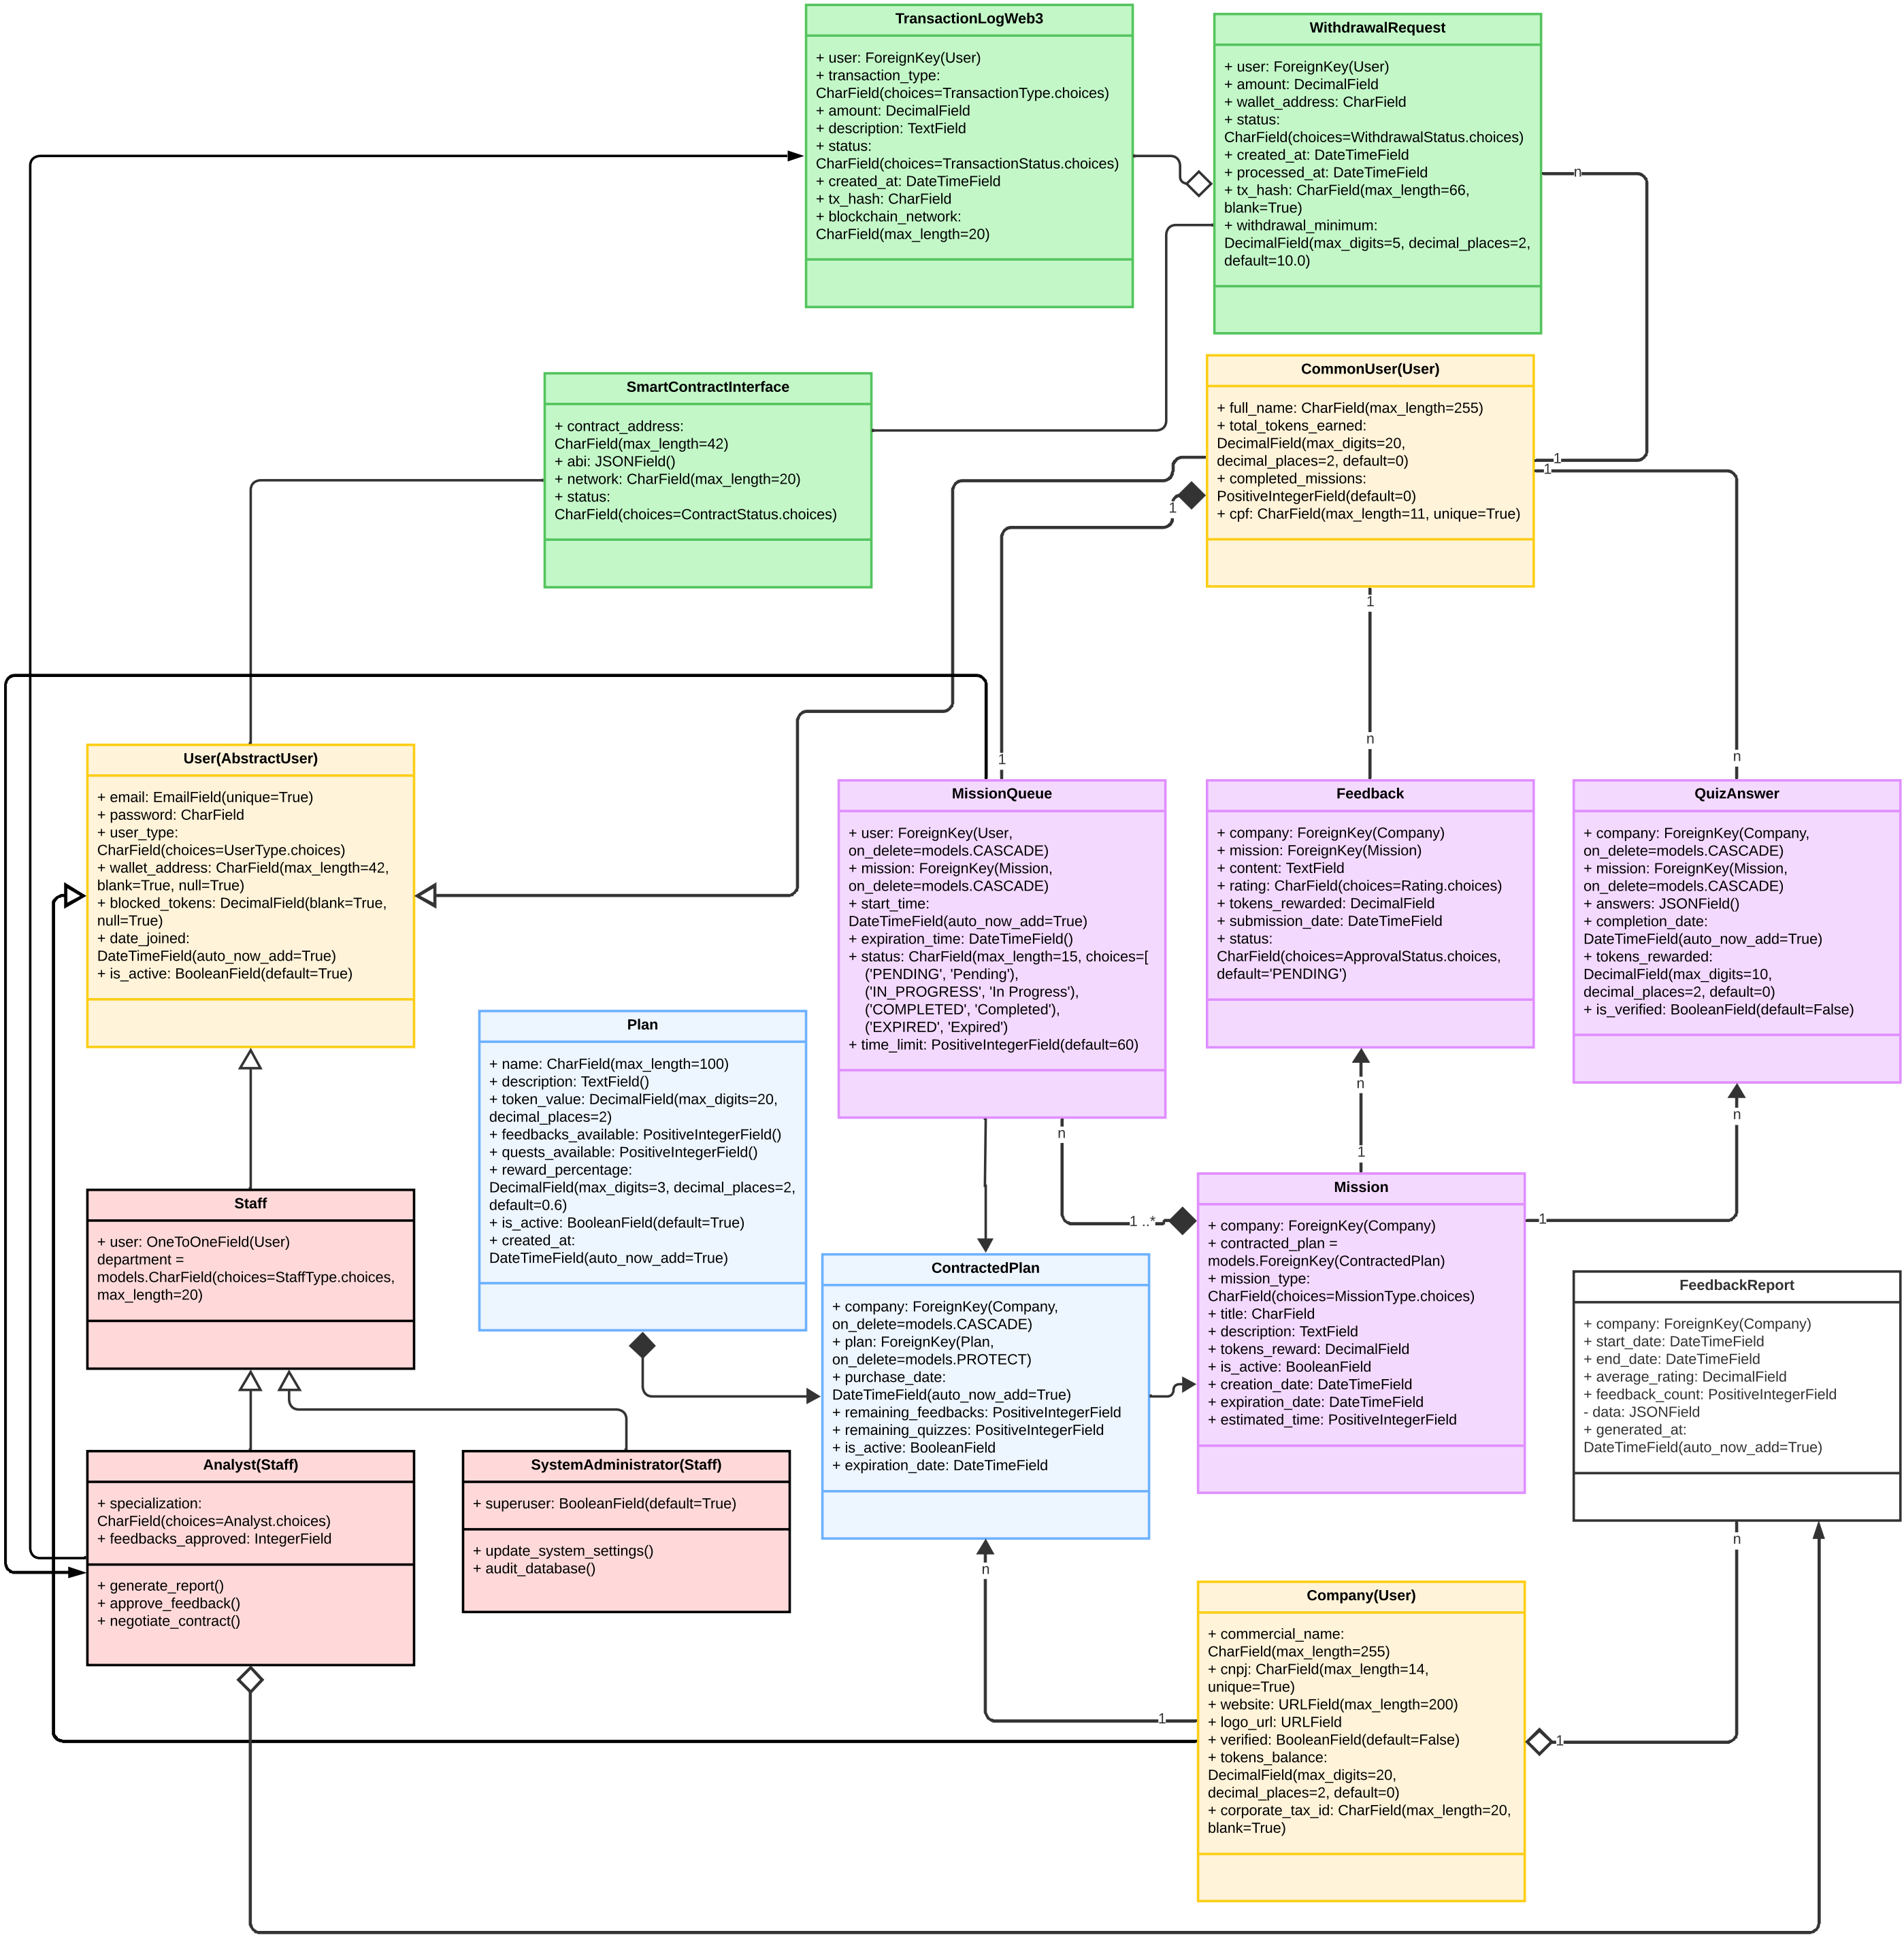 TransactionLogWeb3
+ user: ForeignKey(User)
+ transaction_type:
CharField(choices=TransactionType.choices)
+ amount: DecimalField
+ description: TextField
+ status:
CharField(choices=TransactionStatus.choices)
+ created_at: DateTimeField
+ tx_hash: CharField
+ blockchain_network:
CharField(max_length=20)
WithdrawalRequest
+ user: ForeignKey(User)
+ amount: DecimalField
+ wallet_address: CharField
+ status:
CharField(choices=WithdrawalStatus.choices)
+ created_at: DateTimeField
+ processed_at: DateTimeField
+ tx_hash: CharField(max_length=66,
blank=True)
+ withdrawal_minimum:
DecimalField(max_digits=5, decimal_places=2,
default=10.0)
n
SmartContractInterface
+ contract_address:
CharField(max_length=42)
+ abi: JSONField()
+ network: CharField(max_length=20)
+ status:
CharField(choices=ContractStatus.choices)
CommonUser(User)
+ full_name: CharField(max_length=255)
+ total_tokens_earned:
DecimalField(max_digits=20,
decimal_places=2, default=0)
+ completed_missions:
PositiveIntegerField(default=0)
+ cpf: CharField(max_length=11, unique=True)
1
1
1
1
n
n
1
User(AbstractUser)
+ email: EmailField(unique=True)
+ password: CharField
+ user_type:
CharField(choices=UserType.choices)
+ wallet_address: CharField(max_length=42,
blank=True, null=True)
+ blocked_tokens: DecimalField(blank=True,
null=True)
+ date_joined:
DateTimeField(auto_now_add=True)
+ is_active: BooleanField(default=True)
MissionQueue
+ user: ForeignKey(User,
on_delete=models.CASCADE)
+ mission: ForeignKey(Mission,
on_delete=models.CASCADE)
+ start_time:
DateTimeField(auto_now_add=True)
+ expiration_time: DateTimeField()
+ status: CharField(max_length=15, choices=[
('PENDING', 'Pending'),
('IN_PROGRESS', 'In Progress'),
('COMPLETED', 'Completed'),
('EXPIRED', 'Expired')
+ time_limit: PositiveIntegerField(default=60)
Feedback
+ company: ForeignKey(Company)
+ mission: ForeignKey(Mission)
+ content: TextField
+ rating: CharField(choices=Rating.choices)
+ tokens_rewarded: DecimalField
+ submission_date: DateTimeField
+ status:
CharField(choices=ApprovalStatus.choices,
default='PENDING')
QuizAnswer
+ company: ForeignKey(Company,
on_delete=models.CASCADE)
+ mission: ForeignKey(Mission,
on_delete=models.CASCADE)
+ answers: JSONField()
+ completion_date:
DateTimeField(auto_now_add=True)
+ tokens_rewarded:
DecimalField(max_digits=10,
decimal_places=2, default=0)
+ is_verified: BooleanField(default=False)
Plan
+ name: CharField(max_length=100)
+ description: TextField()
+ token_value: DecimalField(max_digits=20,
decimal_places=2)
+ feedbacks_available: PositiveIntegerField()
+ quests_available: PositiveIntegerField()
+ reward_percentage:
DecimalField(max_digits=3, decimal_places=2,
default=0.6)
+ is_active: BooleanField(default=True)
+ created_at:
DateTimeField(auto_now_add=True)
n
n
n
1
1 ..*
1
Staff
+ user: OneToOneField(User)
department =
models.CharField(choices=StaffType.choices,
max_length=20)
Mission
+ company: ForeignKey(Company)
+ contracted_plan =
models.ForeignKey(ContractedPlan)
+ mission_type:
CharField(choices=MissionType.choices)
+ title: CharField
+ description: TextField
+ tokens_reward: DecimalField
+ is_active: BooleanField
+ creation_date: DateTimeField
+ expiration_date: DateTimeField
+ estimated_time: PositiveIntegerField
ContractedPlan
+ company: ForeignKey(Company,
on_delete=models.CASCADE)
+ plan: ForeignKey(Plan,
on_delete=models.PROTECT)
+ purchase_date:
DateTimeField(auto_now_add=True)
+ remaining_feedbacks: PositiveIntegerField
+ remaining_quizzes: PositiveIntegerField
+ is_active: BooleanField
+ expiration_date: DateTimeField
FeedbackReport
+ company: ForeignKey(Company)
+ start_date: DateTimeField
+ end_date: DateTimeField
+ average_rating: DecimalField
+ feedback_count: PositiveIntegerField
- data: JSONField
+ generated_at:
DateTimeField(auto_now_add=True)
Analyst(Staff)
+ specialization:
CharField(choices=Analyst.choices)
+ feedbacks_approved: IntegerField
+ generate_report()
+ approve_feedback()
+ negotiate_contract()
SystemAdministrator(Staff)
+ superuser: BooleanField(default=True)
+ update_system_settings()
+ audit_database()
n
n
1
1
Company(User)
+ commercial_name:
CharField(max_length=255)
+ cnpj: CharField(max_length=14,
unique=True)
+ website: URLField(max_length=200)
+ logo_url: URLField
+ verified: BooleanField(default=False)
+ tokens_balance:
DecimalField(max_digits=20,
decimal_places=2, default=0)
+ corporate_tax_id: CharField(max_length=20,
blank=True)